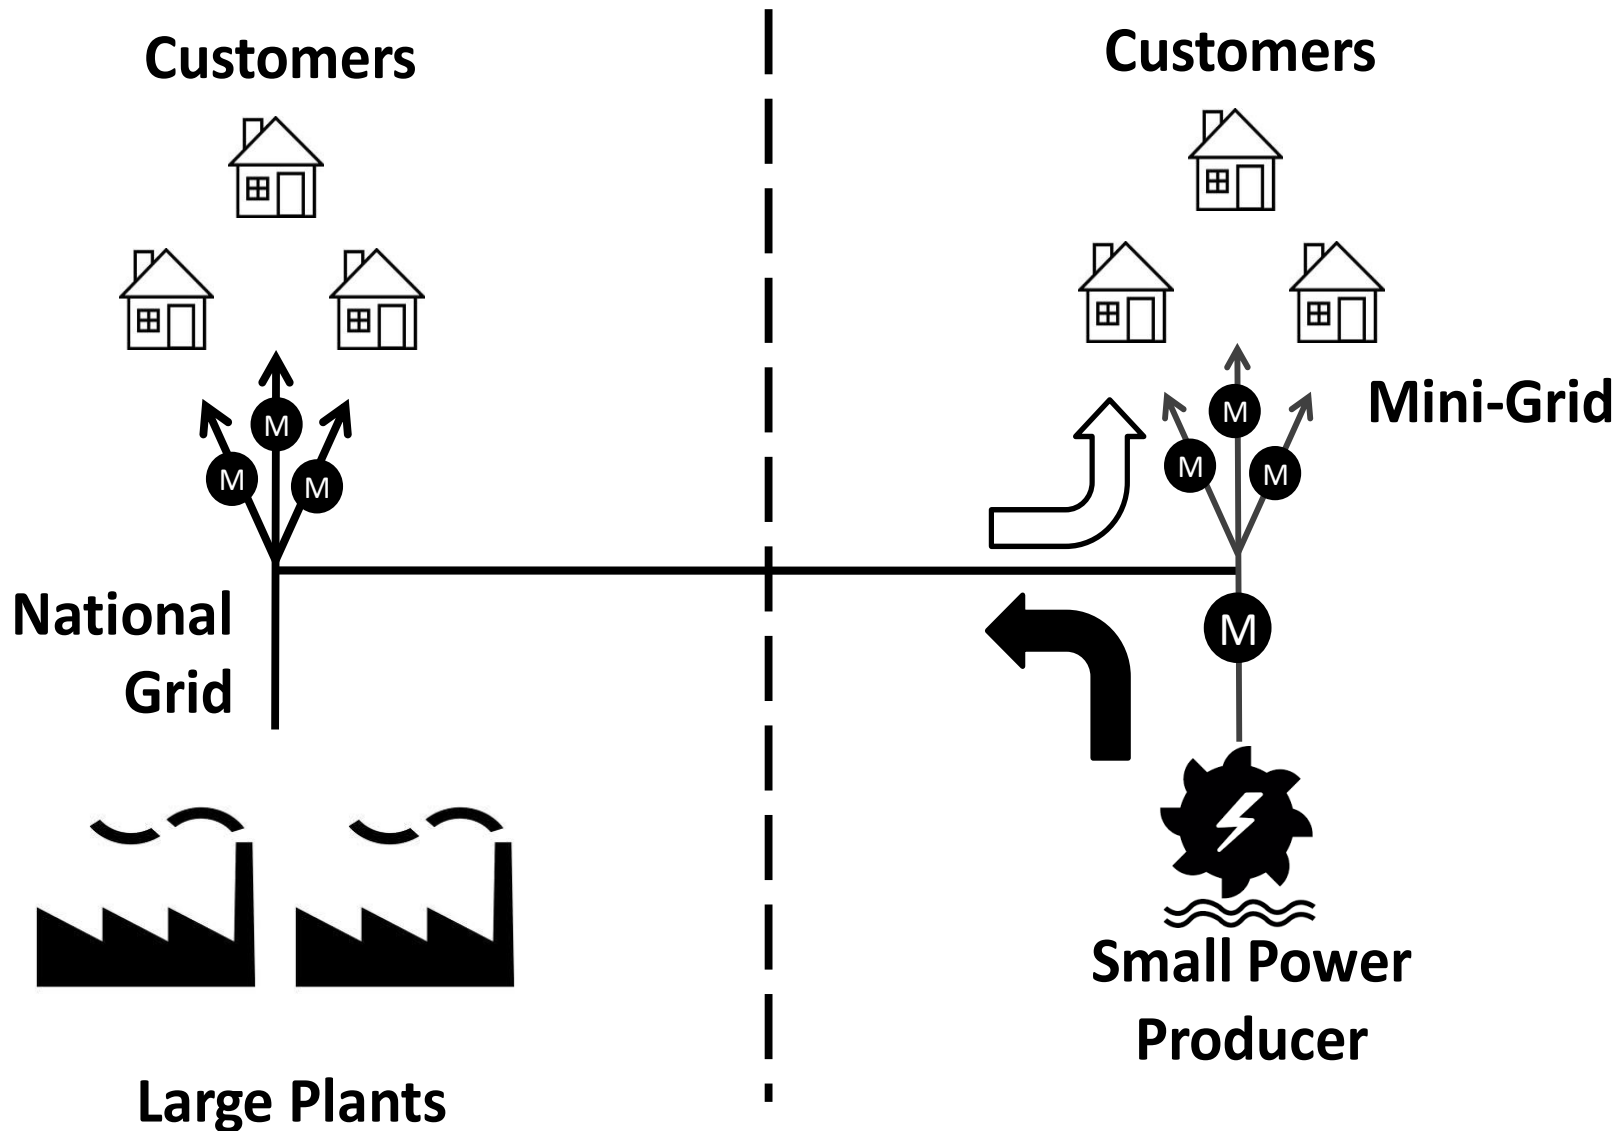 Customers
M
M
M
National
Grid
Large Plants
Customers
Mini-Grid
M
M
M
M
Small Power
Producer